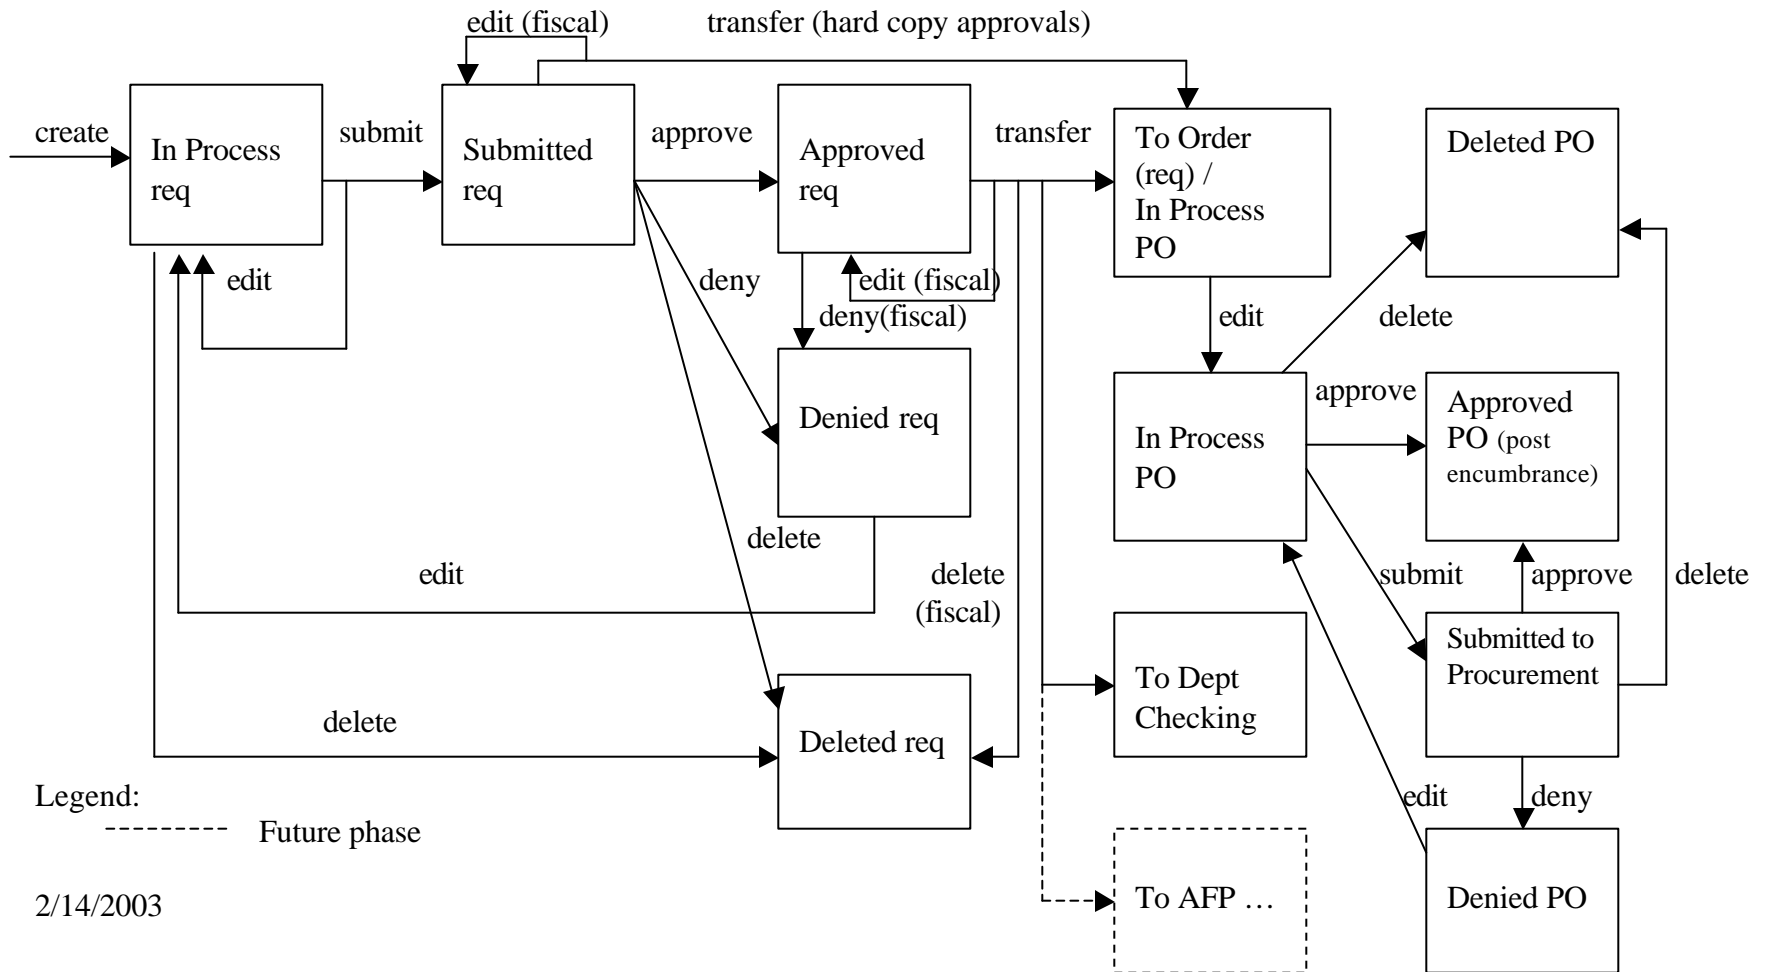 edit (fiscal)
transfer (hard copy approvals)
create
In Process
req
submit
Submitted
req
approve
Approved
req
transfer
To Order
(req) /
In Process
PO
Deleted PO
edit
deny
edit (fiscal)
deny(fiscal)
edit
delete
Denied req
approve
In Process
PO
Approved
PO (post
encumbrance)
delete
edit
delete
(fiscal)
submit
approve
delete
Submitted to
Procurement
To Dept
Checking
delete
Deleted req
Legend:
Future phase
edit
deny
To AFP …
Denied PO
2/14/2003